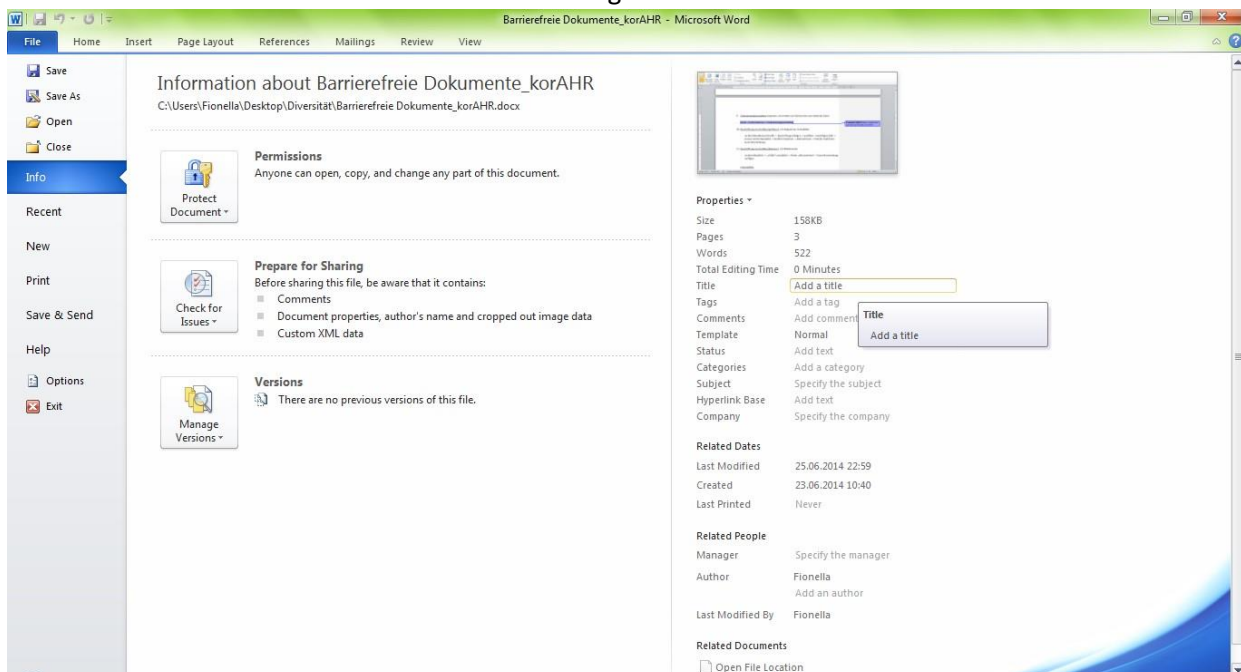 Barrierefreie Dokumente_korAHR - Microsoft Word
File Home Insert Page Layout References Mailings Review View
Save
Save As
Open
Close
Info
Recent
New
Print
Save & Send
Help
Options
Exit
Information about Barrierefreie Dokumente_korAHR
C:\Users\Fionella\Desktop\Diversität\Barrierefreie Dokumente_korAHR.docx
Protect
Document
Permissions
Anyone can open, copy, and change any part of this document.
Check for
Issues
Prepare for Sharing
Before sharing this file, be aware that it contains:
Comments
Document properties, author's name and cropped out image data
Custom XML data
Manage
Versions
Versions
There are no previous versions of this file.
Properties
Size 158KB
Pages 3
Words 522
Total Editing Time 0 Minutes
Title Add a title
Tags Add a tag
Comments Add comment
Template Normal
Status Add text
Categories Add a category
Subject Specify the subject
Hyperlink Base Add text
Company Specify the company
Title
Add a title
Related Dates
Last Modified 25.06.2014 22:59
Created 23.06.2014 10:40
Last Printed Never
Related People
Manager Specify the manager
Author Fionella
Add an author
Last Modified By Fionella
Related Documents
Open File Location